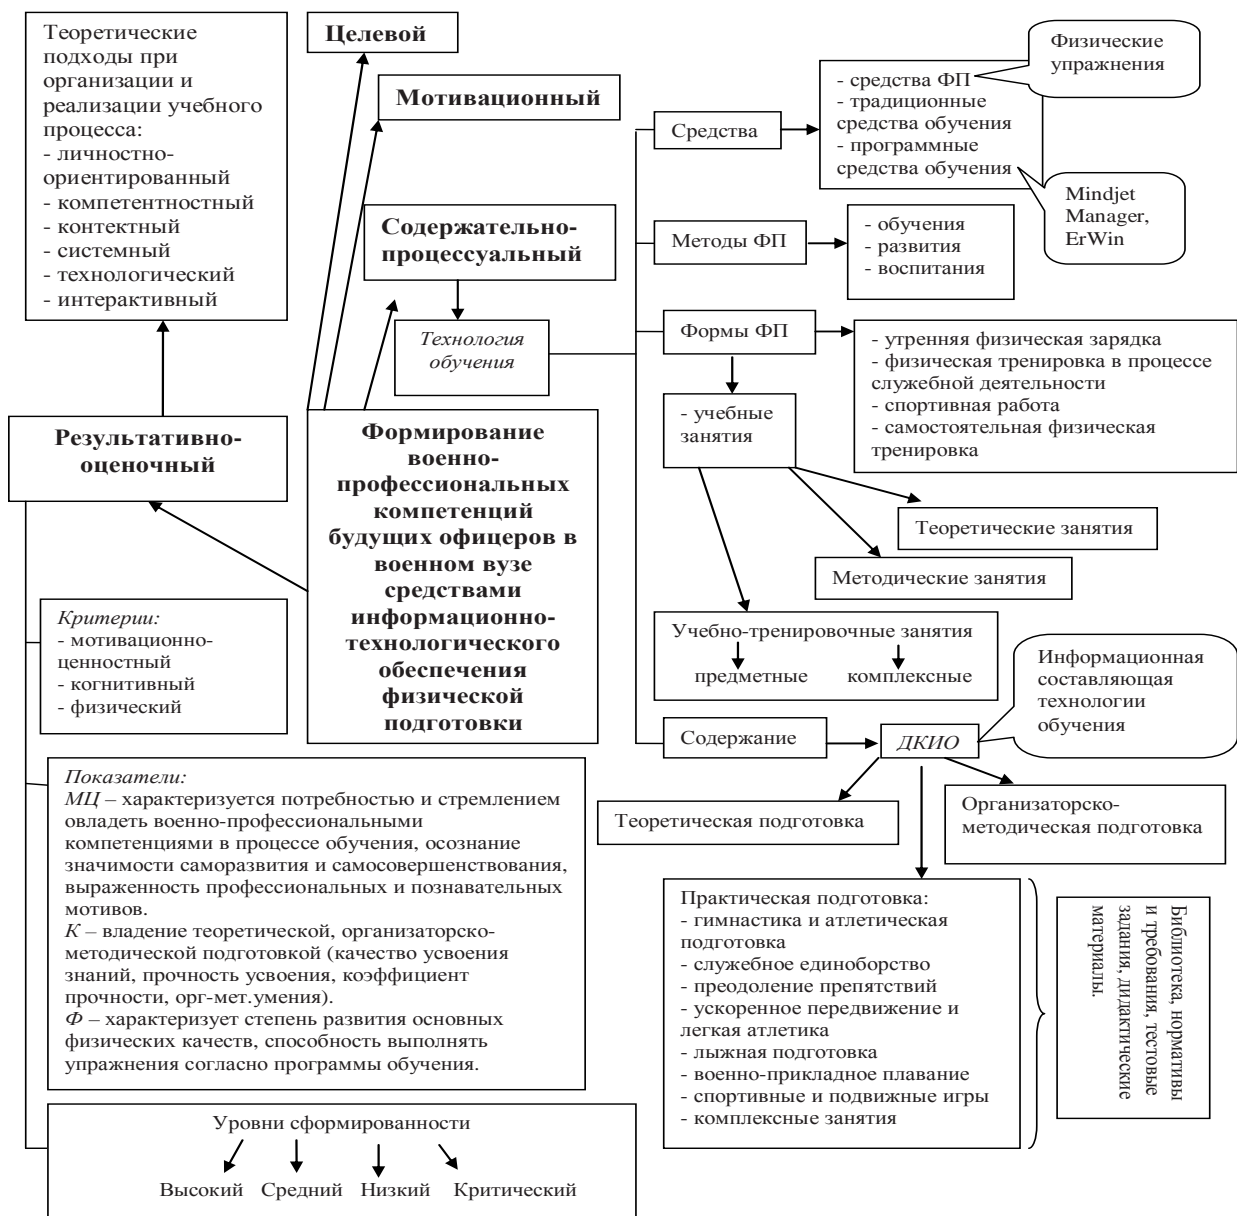 Теоретические
подходы при
организации и
реализации учебного
процесса:
- личностно-
ориентированный
- компетентностный
- контекстный
- системный
- технологический
- интерактивный
Целевой
Мотивационный
Содержательно-
процессуальный
Технология
обучения
Результативно-
оценочный
Формирование
военно-
профессиональных
компетенций
будущих офицеров в
военном вузе
средствами
информационно-
технологического
обеспечения
физической
подготовки
Средства
- средства ФП
- традиционные
средства обучения
- программные
средства обучения
Физические
упражнения
Mindjet
Manager,
ErWin
Методы ФП
- обучения
- развития
- воспитания
Формы ФП
- утренняя физическая зарядка
- физическая тренировка в процессе
служебной деятельности
- спортивная работа
- самостоятельная физическая
тренировка
- учебные
занятия
Теоретические занятия
Методические занятия
Учебно-тренировочные занятия
предметные комплексные
Содержание
ДКИО
Информационная
составляющая
технологии
обучения
Теоретическая подготовка
Организаторско-
методическая подготовка
Практическая подготовка:
- гимнастика и атлетическая
подготовка
- служебное единоборство
- преодоление препятствий
- ускоренное передвижение и
легкая атлетика
- лыжная подготовка
- военно-прикладное плавание
- спортивные и подвижные игры
- комплексные занятия
Библиотека, нормативы
и требования, тестовые
задания, дидактические
материалы.
Критерии:
- мотивационно-
ценностный
- когнитивный
- физический
Показатели:
МЦ – характеризуется потребностью и стремлением
овладеть военно-профессиональными
компетенциями в процессе обучения, осознание
значимости саморазвития и самосовершенствования,
выраженность профессиональных и познавательных
мотивов.
К – владение теоретической, организаторско-
методической подготовкой (качество усвоения
знаний, прочность усвоения, коэффициент
прочности, орг-мет.умения).
Ф – характеризует степень развития основных
физических качеств, способность выполнять
упражнения согласно программы обучения.
Уровни сформированности
Высокий Средний Низкий Критический